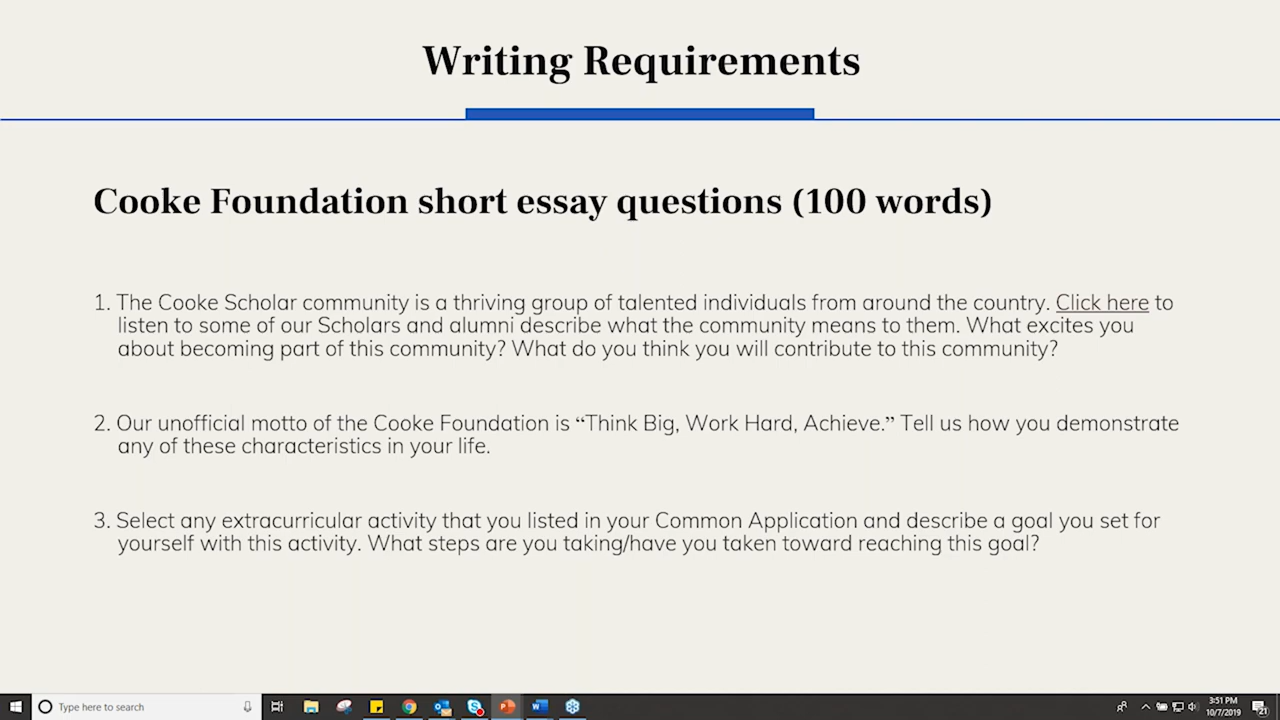 Writing Requirements
Cooke Foundation short essay questions (100 words)
1. The Cooke Scholar community is a thriving group of talented individuals from around the country. Click here to
listen to some of our Scholars and alumni describe what the community means to them. What excites you
about becoming part of this community? What do you think you will contribute to this community?
2. Our unofficial motto of the Cooke Foundation is “Think Big, Work Hard, Achieve.” Tell us how you demonstrate
any of these characteristics in your life.
3. Select any extracurricular activity that you listed in your Common Application and describe a goal you set for
yourself with this activity. What steps are you taking/have you taken toward reaching this goal?
Type here to search
3:51 PM
10/7/2019
21